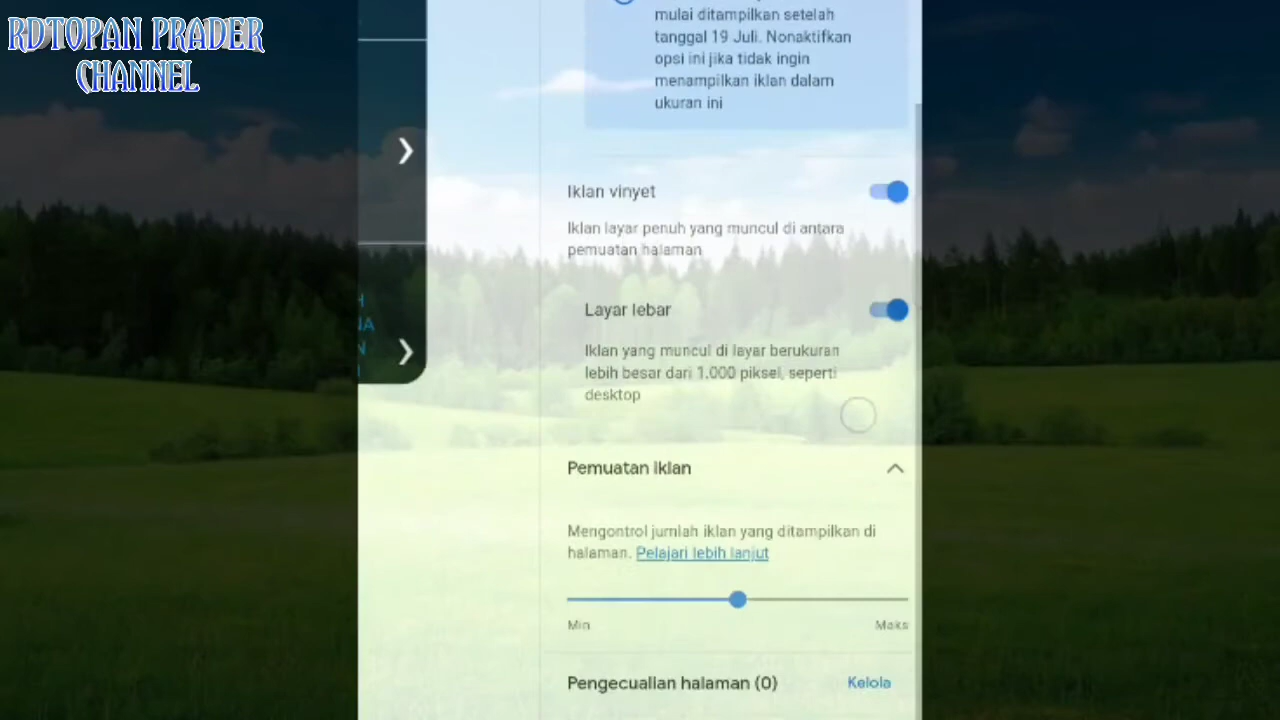 RDTOPAN PRADER
CHANNEL
mulai ditampilkan setelah
tanggal 19 Juli. Nonaktifkan
opsi ini jika tidak ingin
menampilkan iklan dalam
ukuran ini
Iklan vinyet
Iklan layar penuh yang muncul di antara
pemuatan halaman
Layar lebar
Iklan yang muncul di layar berukuran
lebih besar dari 1.000 piksel, seperti
desktop
Pemuatan iklan
Mengontrol jumlah iklan yang ditampilkan di
halaman. Pelajari lebih lanjut
Min
Maks
Pengecualian halaman (0)
Kelola